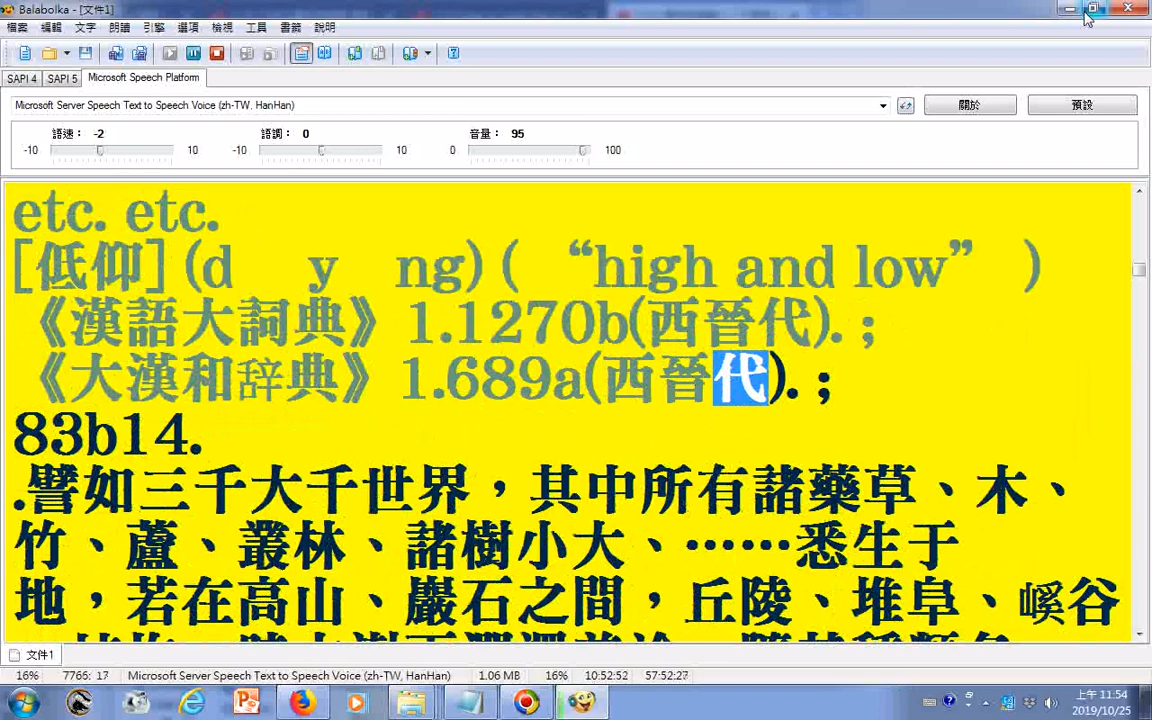 Balabolka - [文件1]
檔案 編輯 文字 朗讀 引擎 選項 檢視 工具 書籤 說明
SAPI 4 SAPI 5 Microsoft Speech Platform
Microsoft Server Speech Text to Speech Voice (zh-TW, HanHan) 關於 預設
語速： -2 語調： 0 音量： 95
-10 10 -10 10 0 100
etc. etc.
[低仰] (d y ng) ( “high and low” )
《漢語大詞典》 1.1270b(西晉代). ;
《大漢和辞典》 1.689a(西晉代). ;
83b14.
.譬如三千大千世界，其中所有諸藥草、木、
竹、蘆、叢林、諸樹小大、……悉生于
地，若在高山、巖石之間，丘陵、堆阜、嵠谷
文件1
16% 7766: 17 Microsoft Server Speech Text to Speech Voice (zh-TW, HanHan) 1.06 MB 16% 10:52:52 57:52:27
上午 11:54
2019/10/25